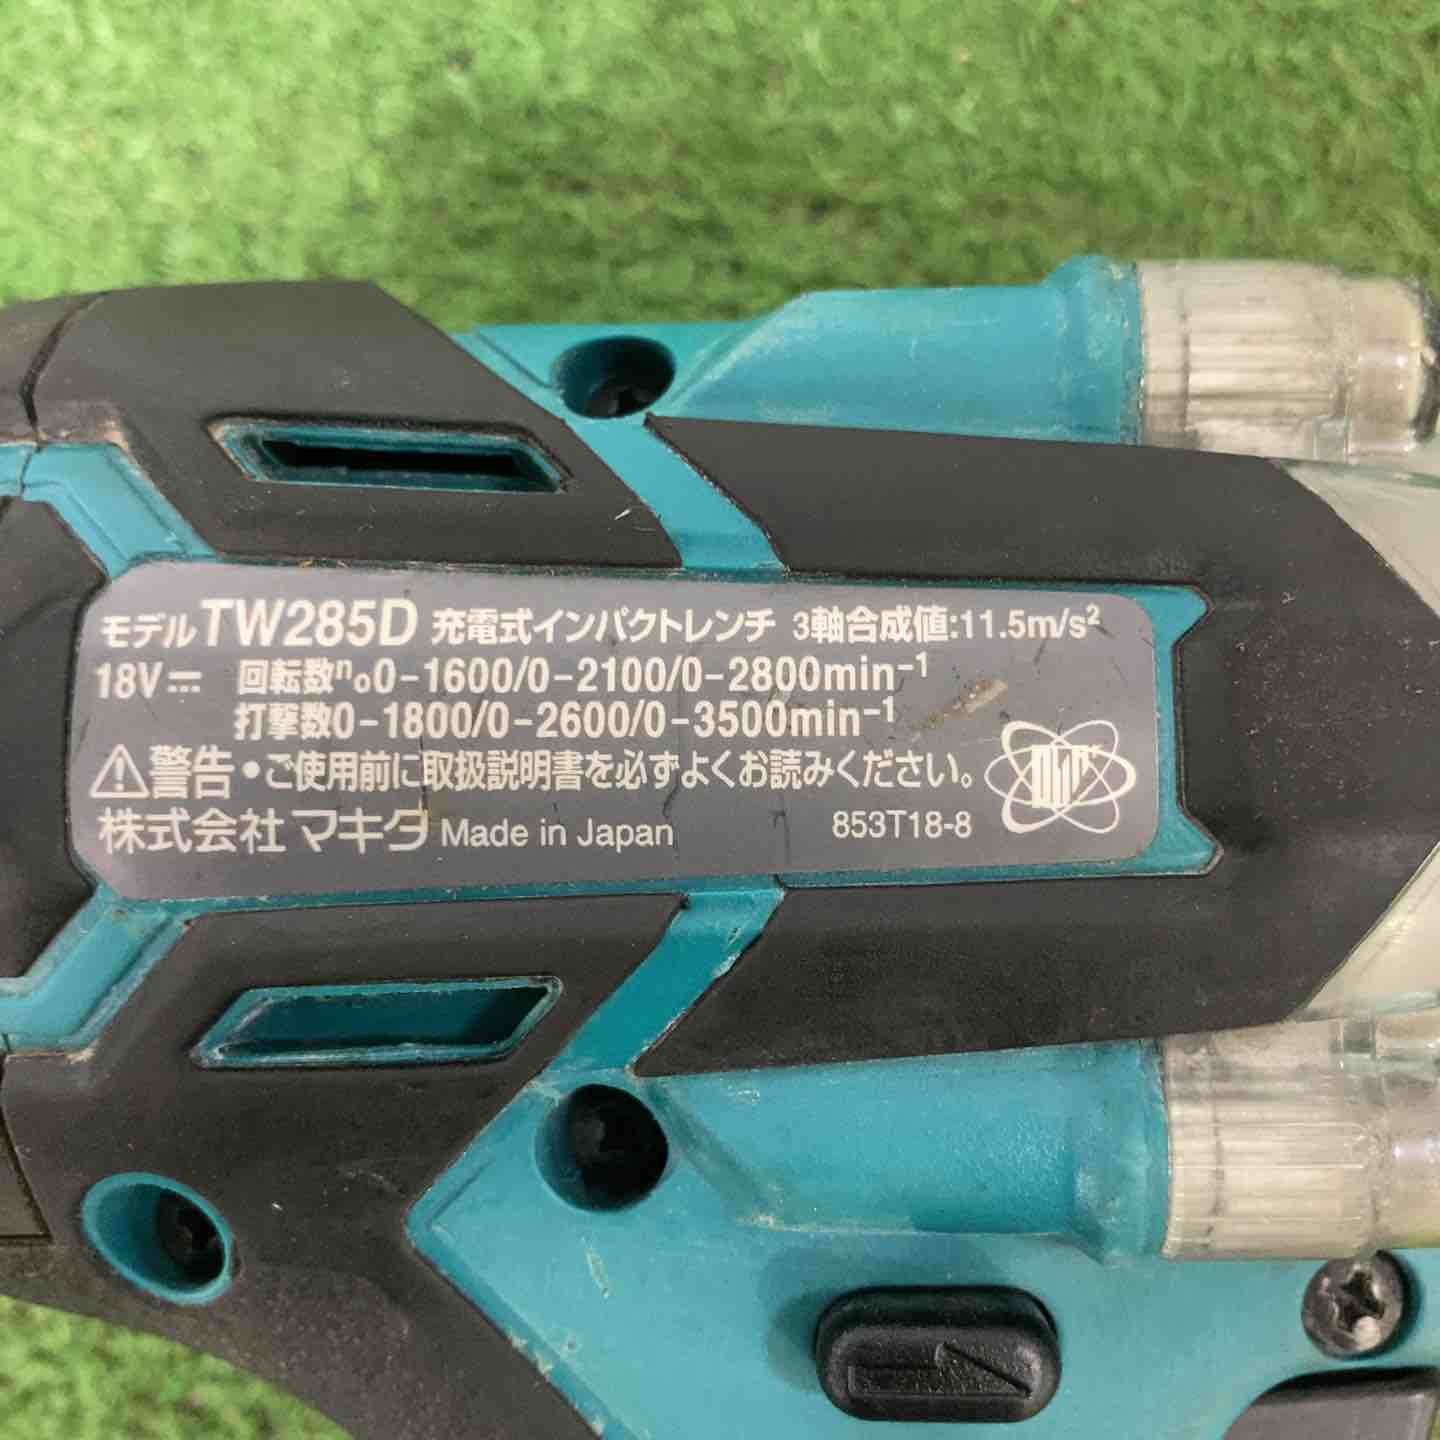 モデルTW285D 充電式インパクトレンチ 3軸合成値:11.5m/s²
18V⎓ 回転数n₀0-1600/0-2100/0-2800min⁻¹
打撃数0-1800/0-2600/0-3500min⁻¹
⚠警告・ご使用前に取扱説明書を必ずよくお読みください。
株式会社マキタ Made in Japan 853T18-8